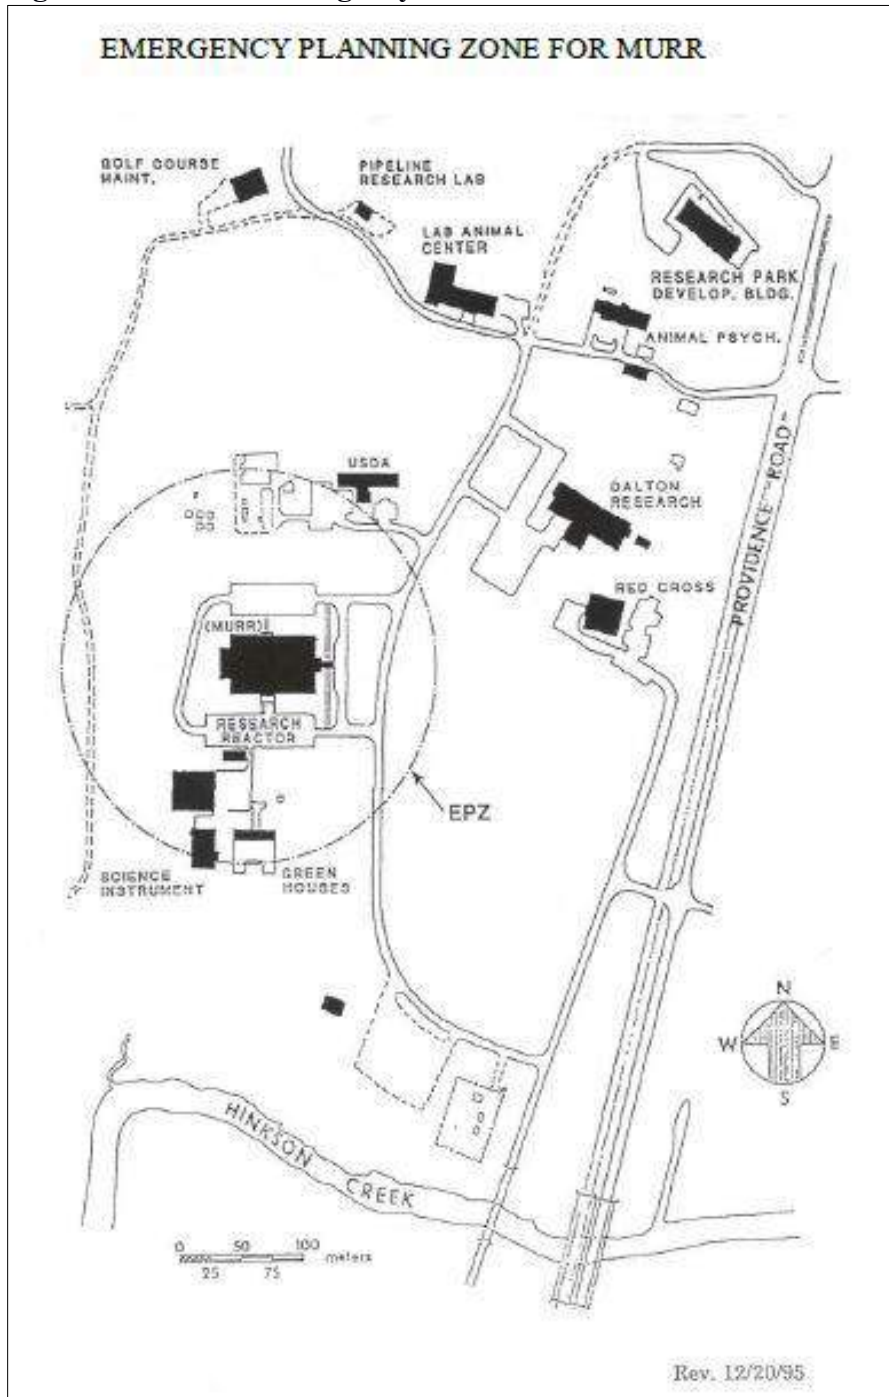 EMERGENCY PLANNING ZONE FOR MURR
GOLF COURSE
MAINT.
PIPELINE
RESEARCH LAB
LAB ANIMAL
CENTER
RESEARCH PARK
DEVELOP. BLDG.
ANIMAL PSYCH.
USDA
DALTON
RESEARCH
PROVIDENCE ROAD
RED CROSS
(MURR)
RESEARCH
REACTOR
EPZ
SCIENCE
INSTRUMENT
GREEN
HOUSES
N
W
E
S
HINKSON
CREEK
0 50 100
meters
25 75
Rev. 12/20/95